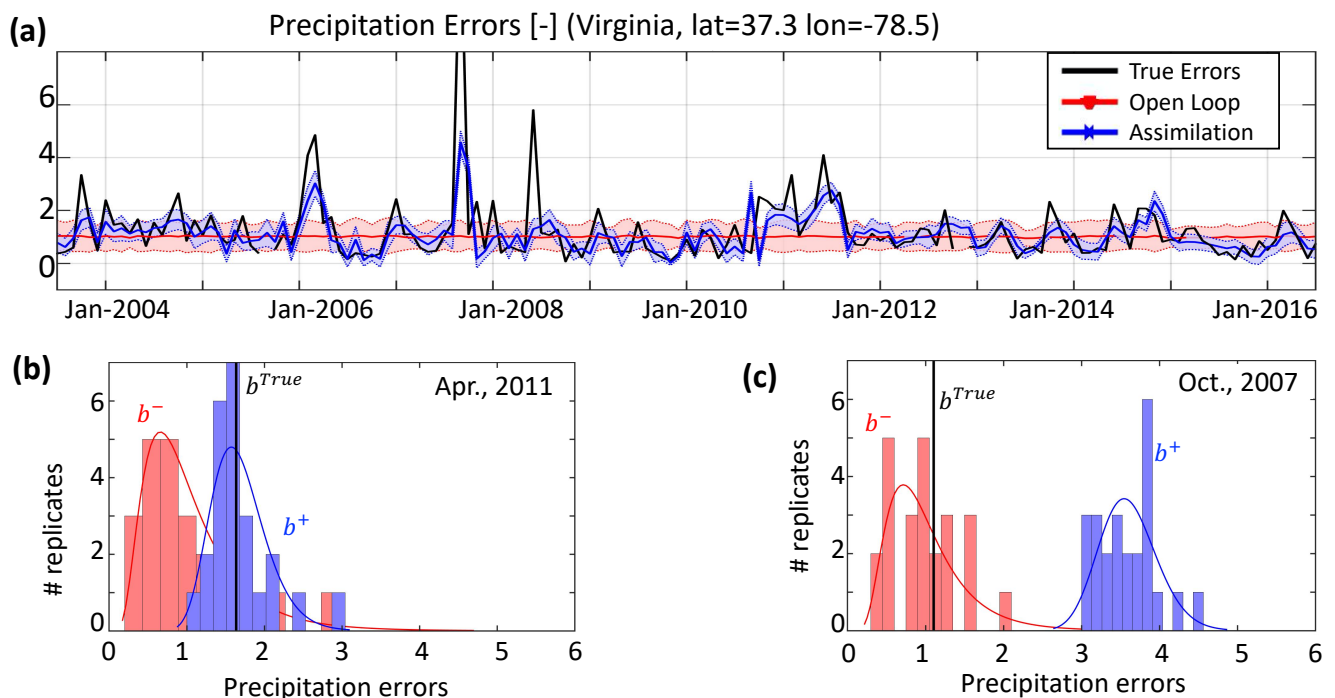 (a)
Precipitation Errors [-] (Virginia, lat=37.3 lon=-78.5)
6
4
2
0
True Errors
Open Loop
Assimilation
Jan-2004
Jan-2006
Jan-2008
Jan-2010
Jan-2012
Jan-2014
Jan-2016
(b)
# replicates
6
4
2
0
b⁻
b^True
b⁺
Apr., 2011
0 1 2 3 4 5 6
Precipitation errors
(c)
# replicates
6
4
2
0
b⁻
b^True
b⁺
Oct., 2007
0 1 2 3 4 5 6
Precipitation errors